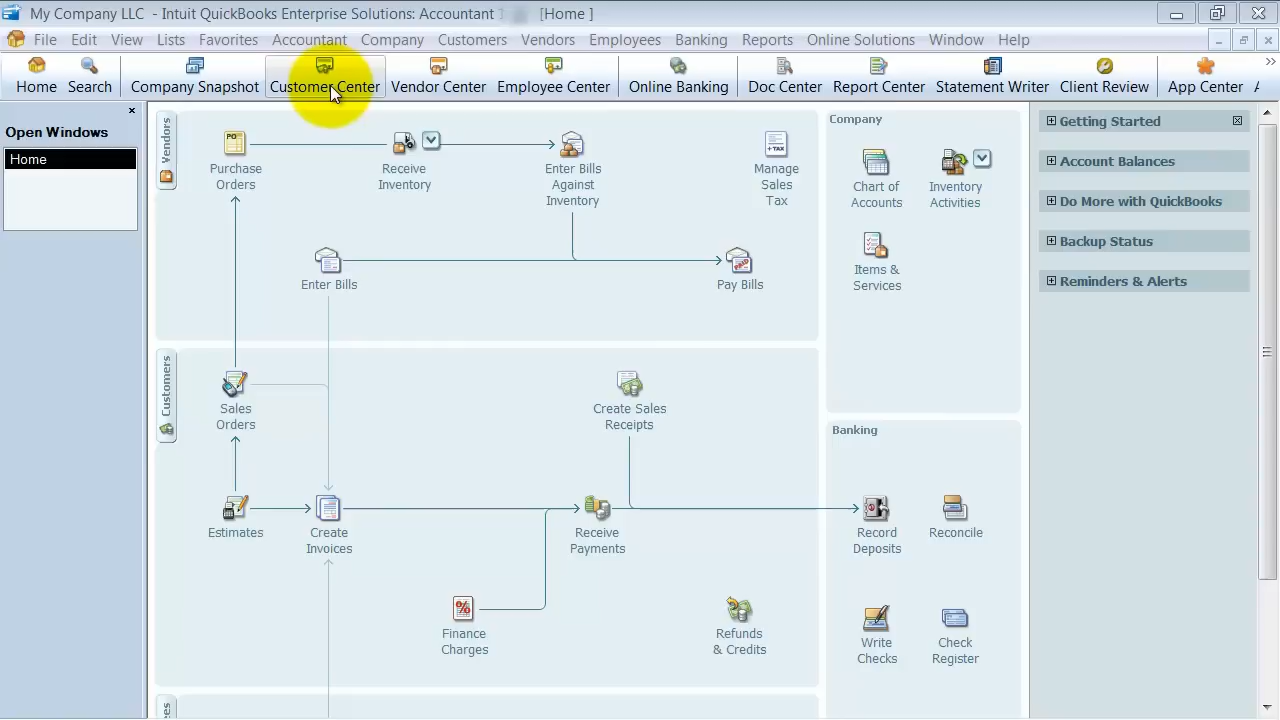 My Company LLC - Intuit QuickBooks Enterprise Solutions: Accountant [Home ]
File Edit View Lists Favorites Accountant Company Customers Vendors Employees Banking Reports Online Solutions Window Help
Home Search Company Snapshot Customer Center Vendor Center Employee Center Online Banking Doc Center Report Center Statement Writer Client Review App Center
Open Windows
Home
Vendors
PO
Purchase
Orders
Receive
Inventory
Enter Bills
Against
Inventory
+ TAX
Manage
Sales
Tax
Enter Bills
Pay Bills
Customers
Sales
Orders
Create Sales
Receipts
Estimates
Create
Invoices
Receive
Payments
Finance
Charges
Refunds
& Credits
Company
Chart of
Accounts
Inventory
Activities
Items &
Services
Banking
Record
Deposits
Reconcile
Write
Checks
Check
Register
Getting Started
Account Balances
Do More with QuickBooks
Backup Status
Reminders & Alerts